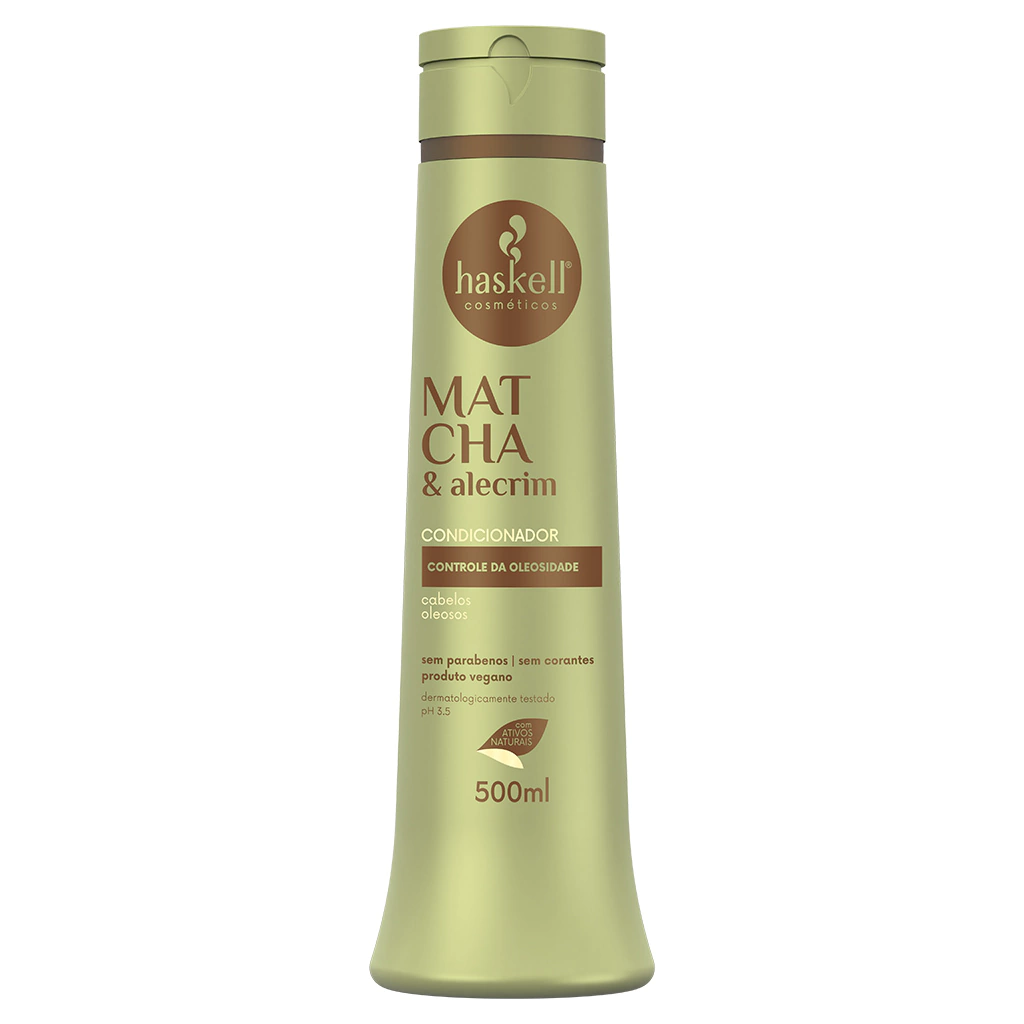 haskell®
cosméticos
MAT
CHA
& alecrim
CONDICIONADOR
CONTROLE DA OLEOSIDADE
cabelos
oleosos
sem parabenos | sem corantes
produto vegano
dermatologicamente testado
pH 3.5
com
ATIVOS
NATURAIS
500ml